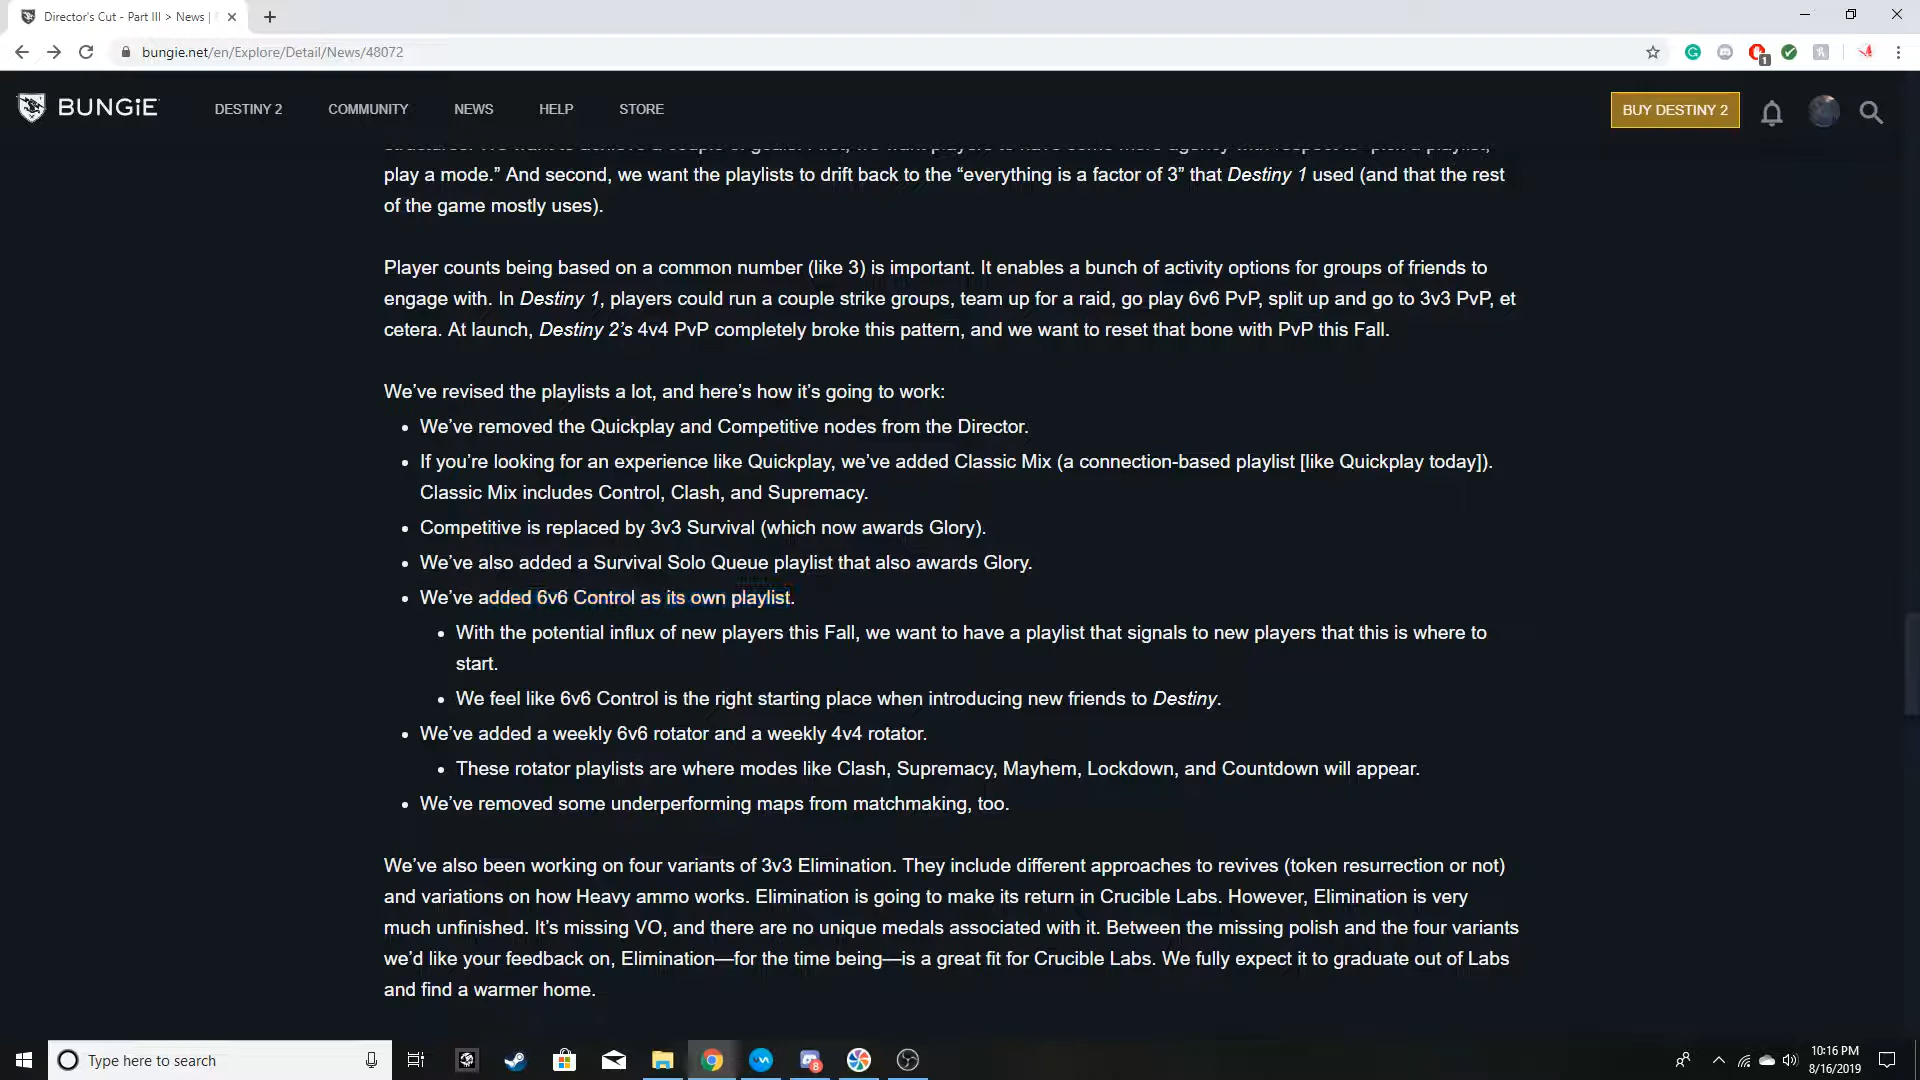 Director's Cut - Part III > News |
bungie.net/en/Explore/Detail/News/48072
1
BUNGiE
DESTINY 2
COMMUNITY
NEWS
HELP
STORE
BUY DESTINY 2
play a mode.” And second, we want the playlists to drift back to the “everything is a factor of 3” that Destiny 1 used (and that the rest
of the game mostly uses).
Player counts being based on a common number (like 3) is important. It enables a bunch of activity options for groups of friends to
engage with. In Destiny 1, players could run a couple strike groups, team up for a raid, go play 6v6 PvP, split up and go to 3v3 PvP, et
cetera. At launch, Destiny 2’s 4v4 PvP completely broke this pattern, and we want to reset that bone with PvP this Fall.
We’ve revised the playlists a lot, and here’s how it’s going to work:
• We’ve removed the Quickplay and Competitive nodes from the Director.
• If you’re looking for an experience like Quickplay, we’ve added Classic Mix (a connection-based playlist [like Quickplay today]).
Classic Mix includes Control, Clash, and Supremacy.
• Competitive is replaced by 3v3 Survival (which now awards Glory).
• We’ve also added a Survival Solo Queue playlist that also awards Glory.
• We’ve added 6v6 Control as its own playlist.
• With the potential influx of new players this Fall, we want to have a playlist that signals to new players that this is where to
start.
• We feel like 6v6 Control is the right starting place when introducing new friends to Destiny.
• We’ve added a weekly 6v6 rotator and a weekly 4v4 rotator.
• These rotator playlists are where modes like Clash, Supremacy, Mayhem, Lockdown, and Countdown will appear.
• We’ve removed some underperforming maps from matchmaking, too.
We’ve also been working on four variants of 3v3 Elimination. They include different approaches to revives (token resurrection or not)
and variations on how Heavy ammo works. Elimination is going to make its return in Crucible Labs. However, Elimination is very
much unfinished. It’s missing VO, and there are no unique medals associated with it. Between the missing polish and the four variants
we’d like your feedback on, Elimination—for the time being—is a great fit for Crucible Labs. We fully expect it to graduate out of Labs
and find a warmer home.
Type here to search
8
10:16 PM
8/16/2019